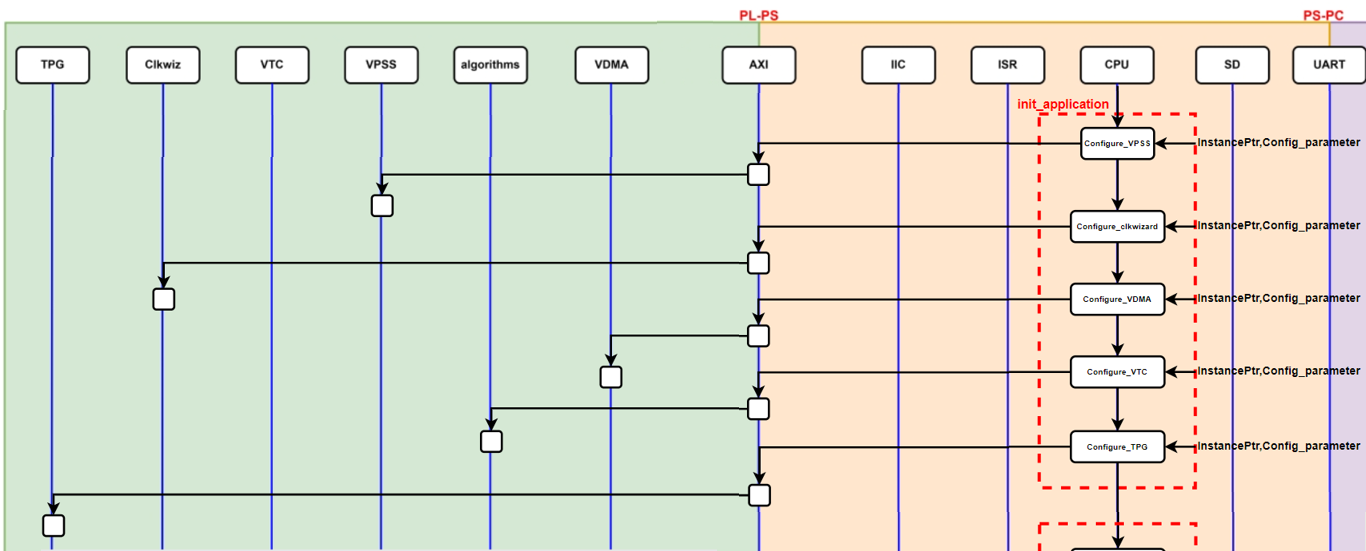 PL-PS PS-PC
TPG Clkwiz VTC VPSS algorithms VDMA AXI IIC ISR CPU SD UART
init_application
Configure_VPSS InstancePtr,Config_parameter
Configure_clkwizard InstancePtr,Config_parameter
Configure_VDMA InstancePtr,Config_parameter
Configure_VTC InstancePtr,Config_parameter
Configure_TPG InstancePtr,Config_parameter